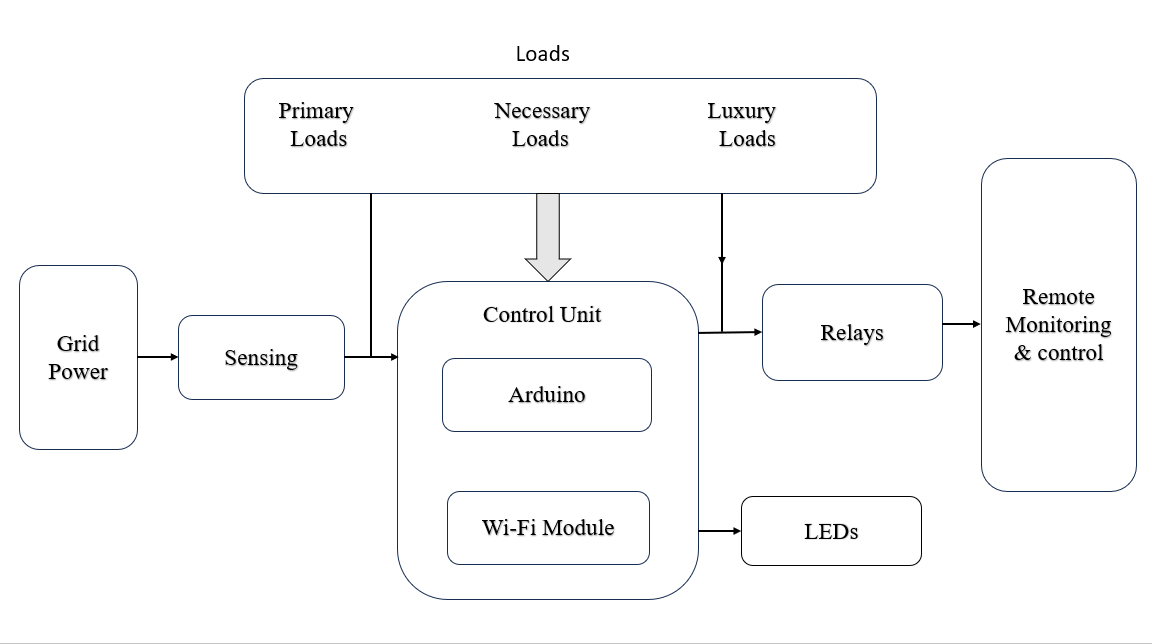 Loads
Primary
Loads
Necessary
Loads
Luxury
Loads
Grid
Power
Sensing
Control Unit
Arduino
Wi-Fi Module
Relays
LEDs
Remote
Monitoring
& control